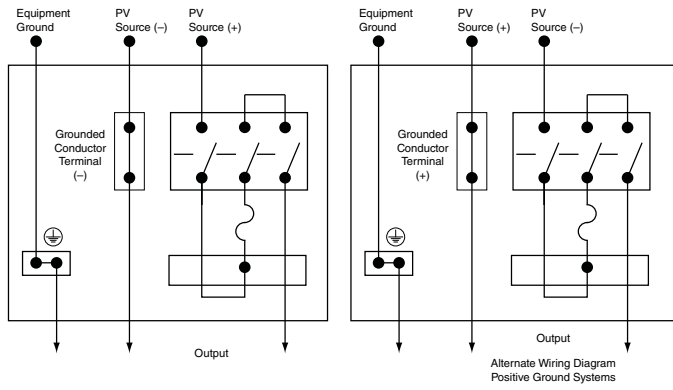 Equipment
Ground
PV
Source (–)
PV
Source (+)
Grounded
Conductor
Terminal
(–)
Output
Equipment
Ground
PV
Source (+)
PV
Source (–)
Grounded
Conductor
Terminal
(+)
Output
Alternate Wiring Diagram
Positive Ground Systems